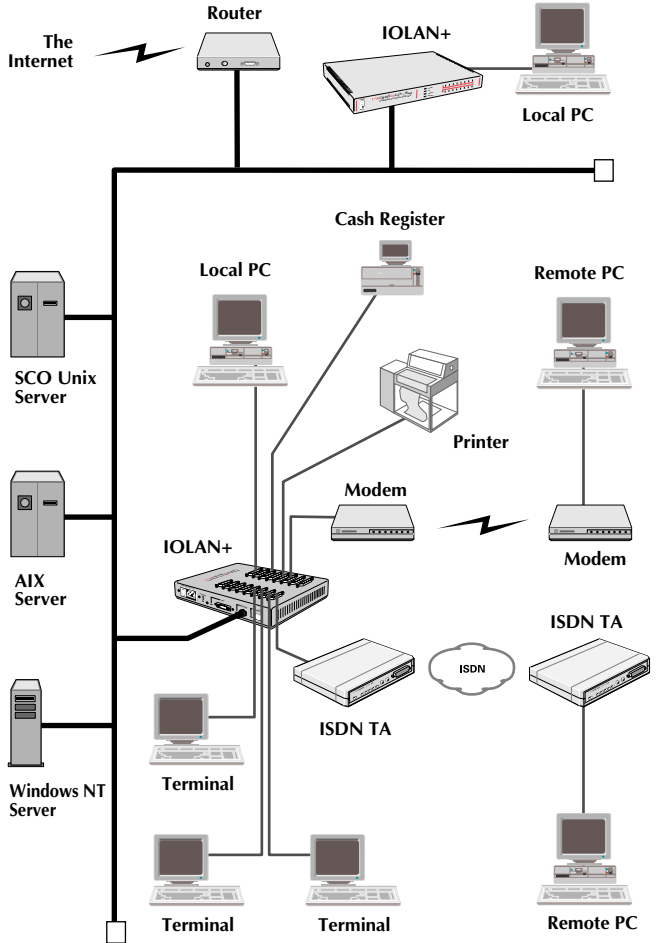 Router
The
Internet
IOLAN+
Local PC
Cash Register
Local PC
Remote PC
SCO Unix
Server
Printer
Modem
AIX
Server
IOLAN+
Modem
ISDN TA
ISDN
ISDN TA
Windows NT
Server
Terminal
Terminal
Terminal
Remote PC